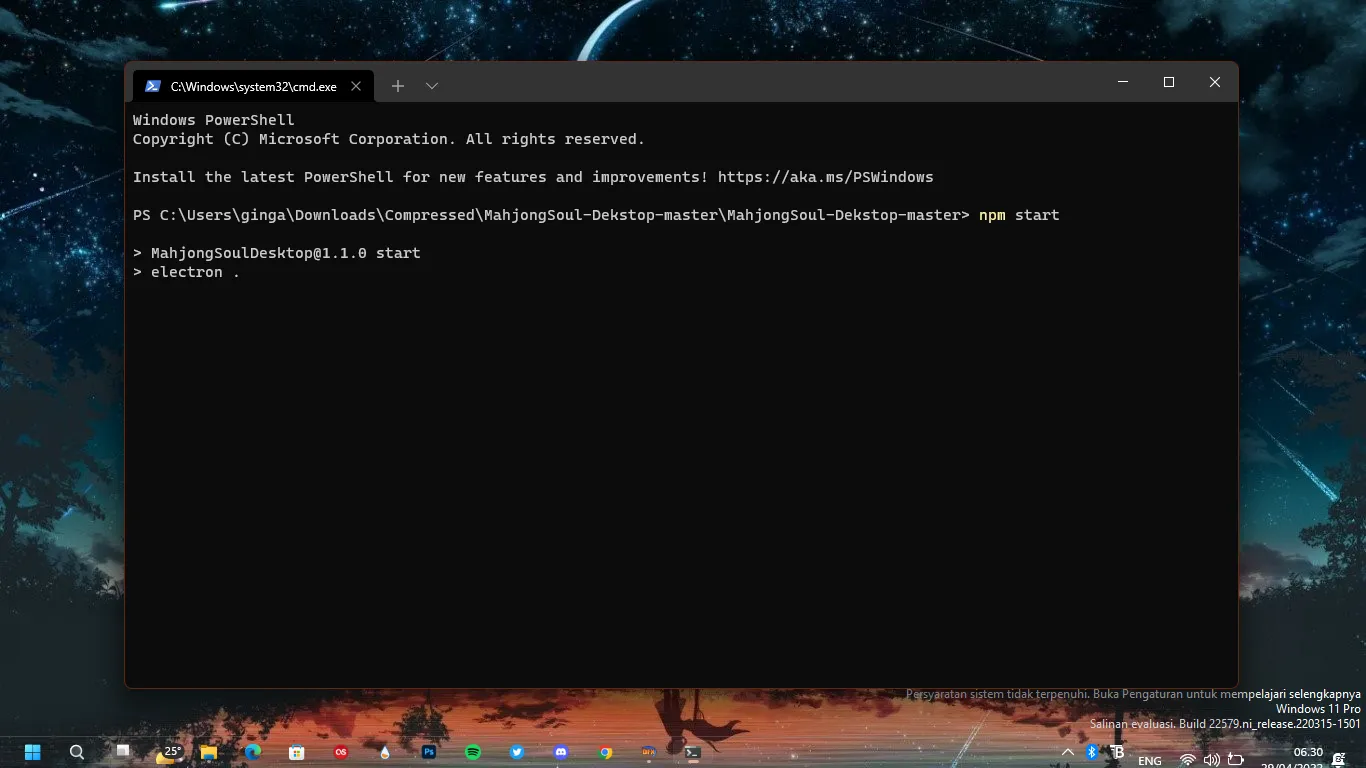 C:\Windows\system32\cmd.exe
Windows PowerShell
Copyright (C) Microsoft Corporation. All rights reserved.
Install the latest PowerShell for new features and improvements! https://aka.ms/PSWindows
PS C:\Users\ginga\Downloads\Compressed\MahjongSoul-Dekstop-master\MahjongSoul-Dekstop-master> npm start
> MahjongSoulDesktop@1.1.0 start
> electron .
Persyaratan sistem tidak terpenuhi. Buka Pengaturan untuk mempelajari selengkapnya
Windows 11 Pro
Salinan evaluasi. Build 22579.ni_release.220315-1501
25°
Ps
ENG
06.30